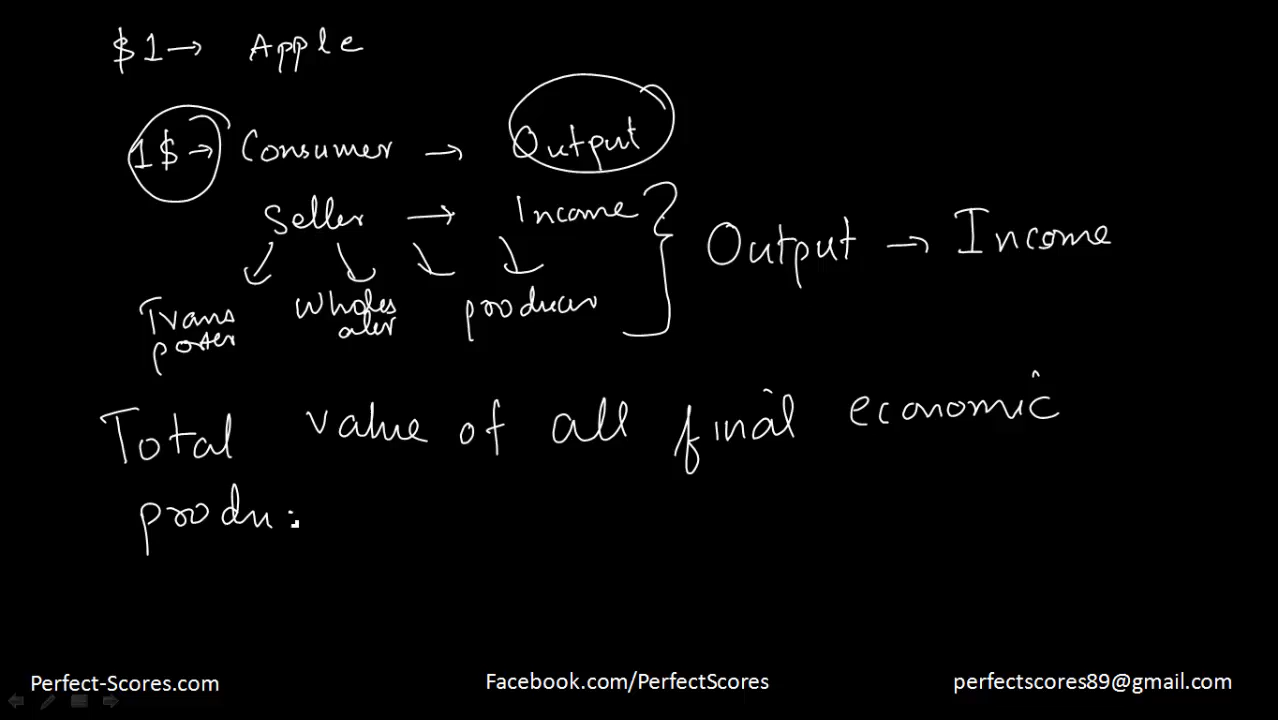 $1 → Apple
1$ → Consumer → Output
Seller → Income
Output → Income
Trans
porter
Wholes
aler
producer
Total value of all final economic
produ
Perfect-Scores.com
Facebook.com/PerfectScores
perfectscores89@gmail.com